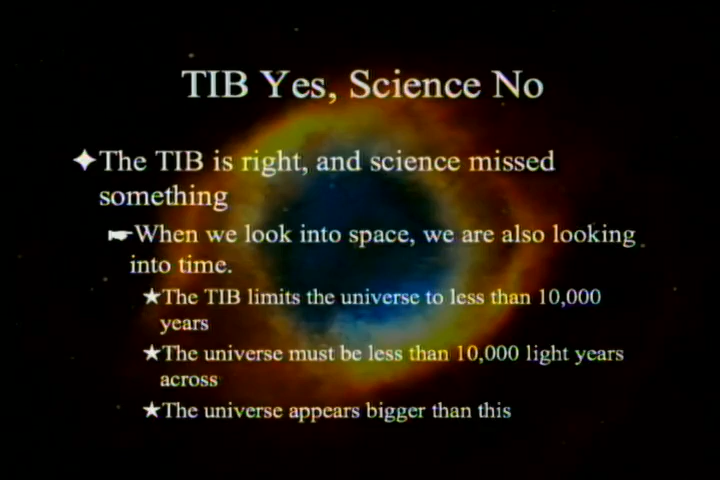 TIB Yes, Science No
The TIB is right, and science missed
something
When we look into space, we are also looking
into time.
The TIB limits the universe to less than 10,000
years
The universe must be less than 10,000 light years
across
The universe appears bigger than this